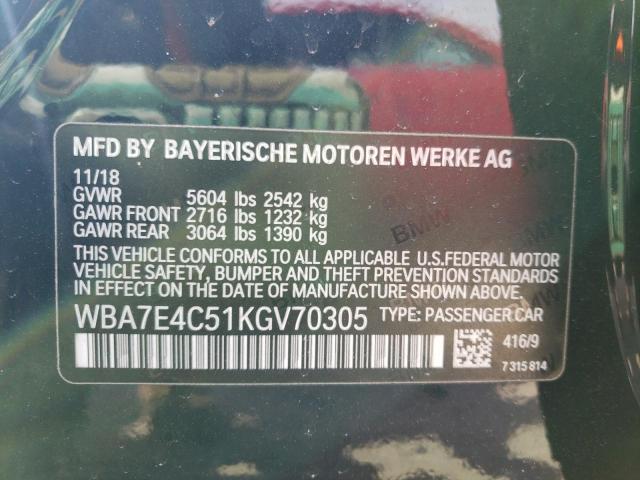 MFD BY BAYERISCHE MOTOREN WERKE AG
11/18
GVWR 5604 lbs 2542 kg
GAWR FRONT 2716 lbs 1232 kg
GAWR REAR 3064 lbs 1390 kg
THIS VEHICLE CONFORMS TO ALL APPLICABLE U.S.FEDERAL MOTOR
VEHICLE SAFETY, BUMPER AND THEFT PREVENTION STANDARDS
IN EFFECT ON THE DATE OF MANUFACTURE SHOWN ABOVE.
WBA7E4C51KGV70305 TYPE: PASSENGER CAR
416/9
7 315 814
BMW